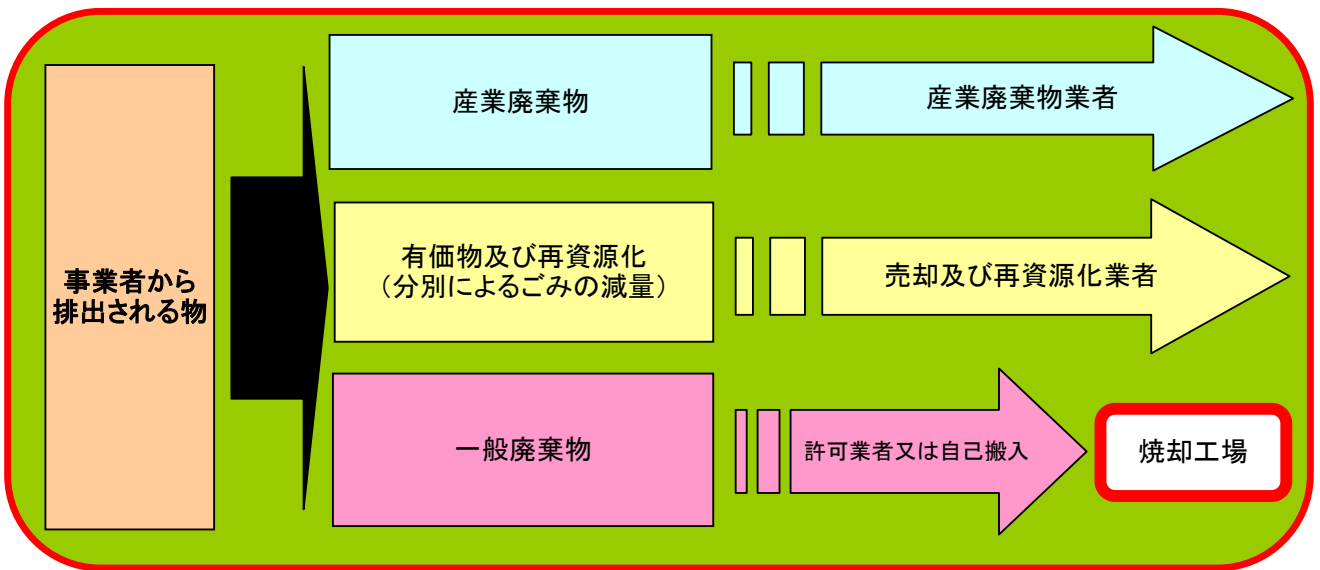 事業者から
排出される物
産業廃棄物
産業廃棄物業者
有価物及び再資源化
（分別によるごみの減量）
売却及び再資源化業者
一般廃棄物
許可業者又は自己搬入
焼却工場